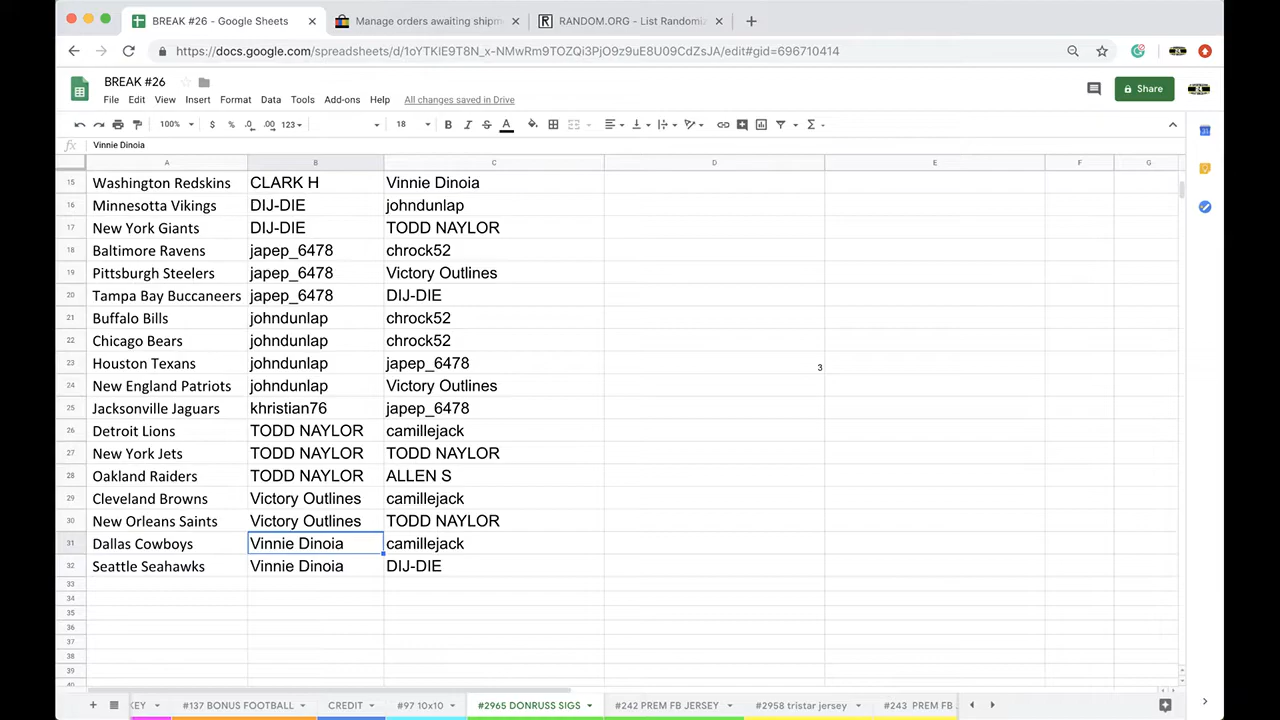 BREAK #26 - Google Sheets
Manage orders awaiting shipm
RANDOM.ORG - List Randomiz
https://docs.google.com/spreadsheets/d/1oYTKlE9T8N_x-NMwRm9TOZQi3PjO9z9uE8U09CdZsJA/edit#gid=696710414
BREAK #26
File Edit View Insert Format Data Tools Add-ons Help All changes saved in Drive
Share
100% $ % .0 .00 123 18 B I S A
fx Vinnie Dinoia
A B C D E F G
15 Washington Redskins CLARK H Vinnie Dinoia
16 Minnesotta Vikings DIJ-DIE johndunlap
17 New York Giants DIJ-DIE TODD NAYLOR
18 Baltimore Ravens japep_6478 chrock52
19 Pittsburgh Steelers japep_6478 Victory Outlines
20 Tampa Bay Buccaneers japep_6478 DIJ-DIE
21 Buffalo Bills johndunlap chrock52
22 Chicago Bears johndunlap chrock52
23 Houston Texans johndunlap japep_6478 3
24 New England Patriots johndunlap Victory Outlines
25 Jacksonville Jaguars khristian76 japep_6478
26 Detroit Lions TODD NAYLOR camillejack
27 New York Jets TODD NAYLOR TODD NAYLOR
28 Oakland Raiders TODD NAYLOR ALLEN S
29 Cleveland Browns Victory Outlines camillejack
30 New Orleans Saints Victory Outlines TODD NAYLOR
31 Dallas Cowboys Vinnie Dinoia camillejack
32 Seattle Seahawks Vinnie Dinoia DIJ-DIE
33
34
35
36
37
38
39
40
KEY #137 BONUS FOOTBALL CREDIT #97 10x10 #2965 DONRUSS SIGS #242 PREM FB JERSEY #2958 tristar jersey #243 PREM FB